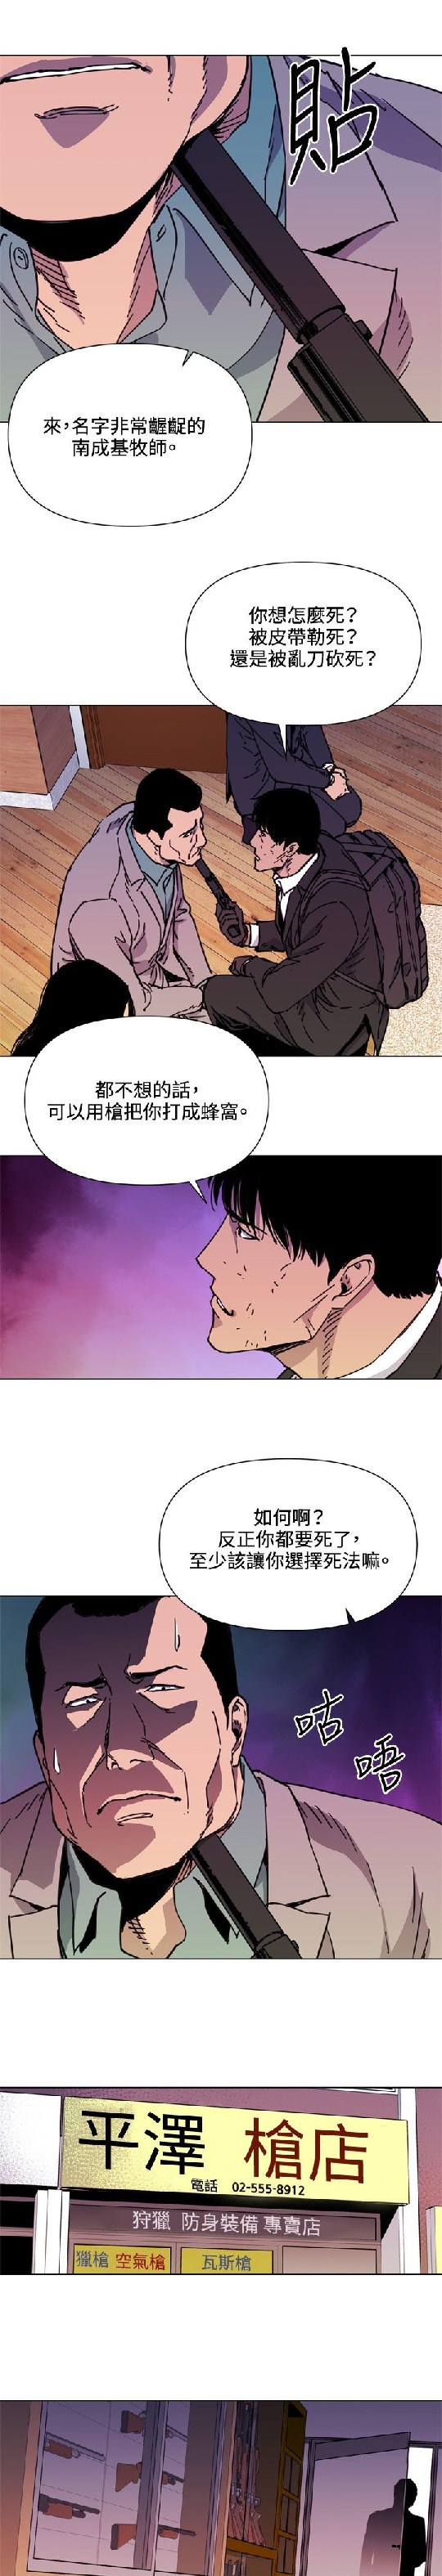 貼
來，名字非常齷齪的
南成基牧師。
你想怎麼死？
被皮帶勒死？
還是被亂刀砍死？
都不想的話，
可以用槍把你打成蜂窩。
如何啊？
反正你都要死了，
至少該讓你選擇死法嘛。
咕
唔
平澤 槍店
電話 02-555-8912
狩獵 防身裝備 專賣店
獵槍 空氣槍 瓦斯槍